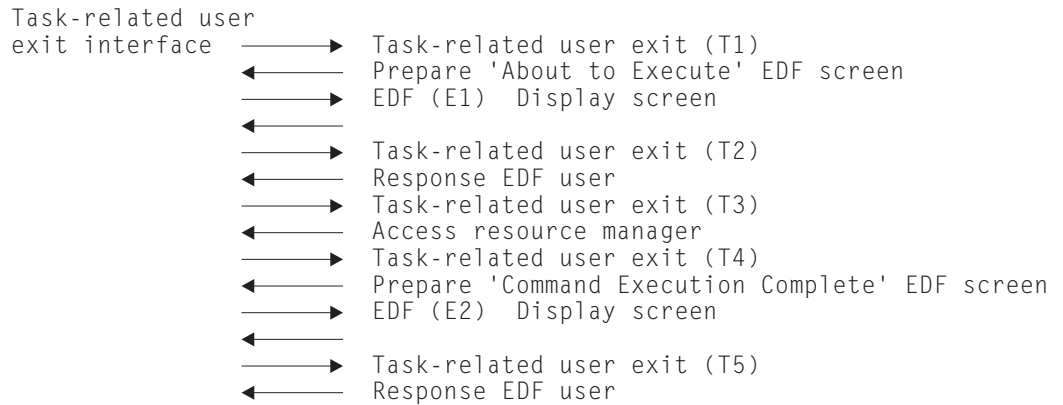 Task-related user
exit interface Task-related user exit (T1)
Prepare 'About to Execute' EDF screen
EDF (E1) Display screen
Task-related user exit (T2)
Response EDF user
Task-related user exit (T3)
Access resource manager
Task-related user exit (T4)
Prepare 'Command Execution Complete' EDF screen
EDF (E2) Display screen
Task-related user exit (T5)
Response EDF user